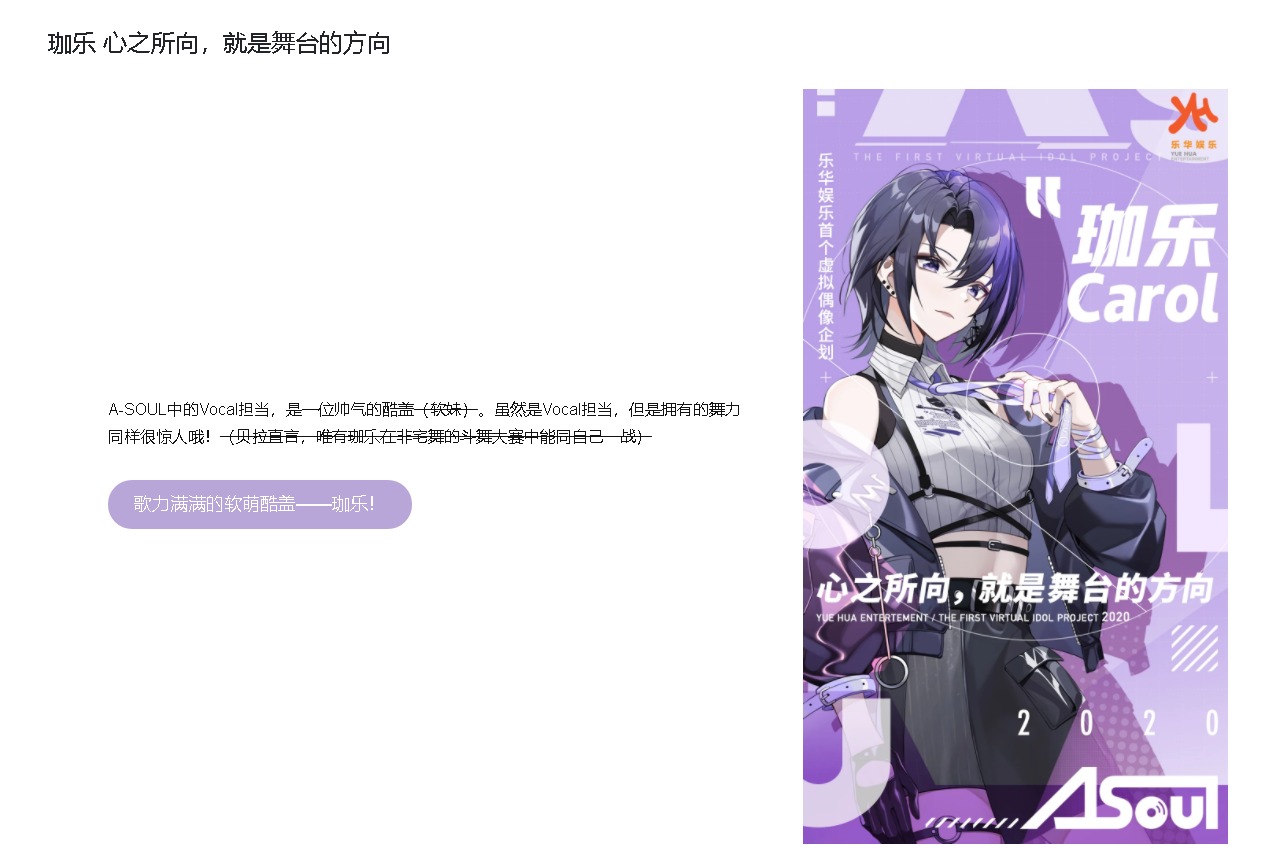 珈乐 心之所向，就是舞台的方向
A-SOUL中的Vocal担当，是一位帅气的酷盖（软妹）。虽然是Vocal担当，但是拥有的舞力
同样很惊人哦！（贝拉直言，唯有珈乐在非宅舞的斗舞大赛中能同自己一战）
歌力满满的软萌酷盖——珈乐！
乐华娱乐
YUE HUA
ENTERTAINMENT
THE FIRST VIRTUAL IDOL PROJECT
乐华娱乐首个虚拟偶像企划
珈乐
Carol
心之所向，就是舞台的方向
YUE HUA ENTERTEMENT / THE FIRST VIRTUAL IDOL PROJECT 2020
2 0 2 0
ASoul